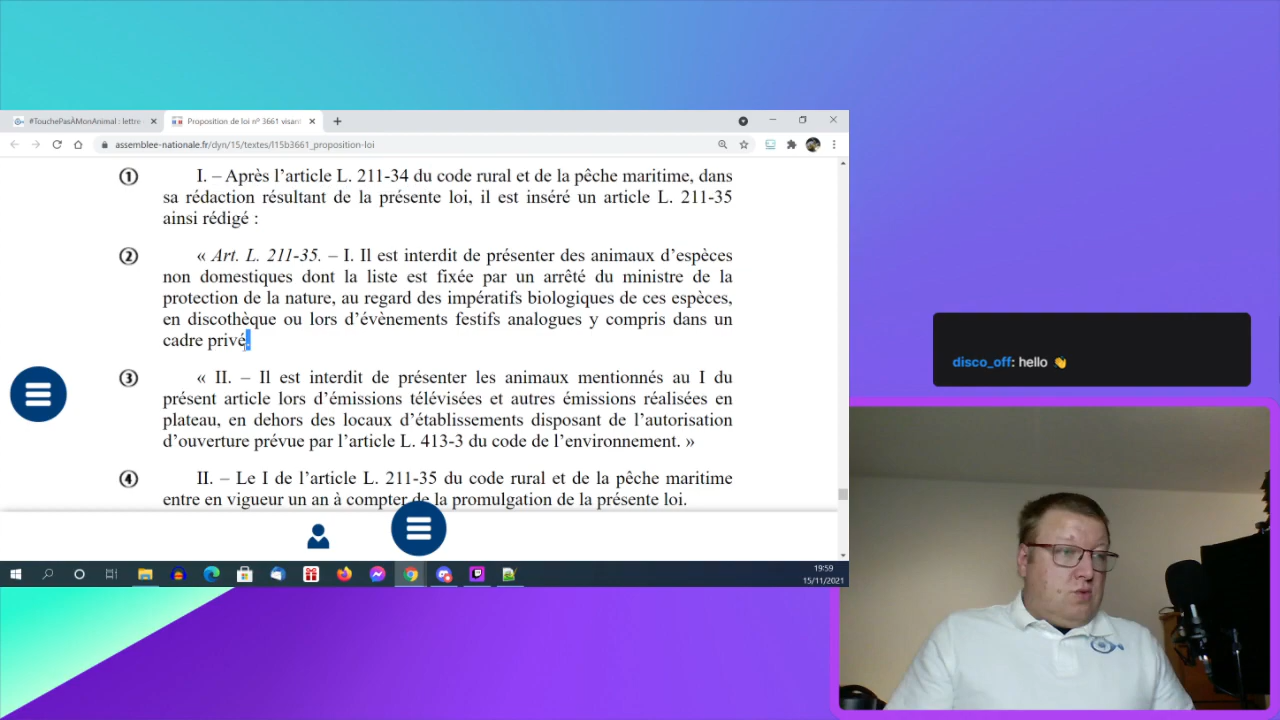 #TouchePasÀMonAnimal : lettre
Proposition de loi nº 3661 visant
assemblee-nationale.fr/dyn/15/textes/l15b3661_proposition-loi
1 I. – Après l’article L. 211-34 du code rural et de la pêche maritime, dans
sa rédaction résultant de la présente loi, il est inséré un article L. 211-35
ainsi rédigé :
2 « Art. L. 211-35. – I. Il est interdit de présenter des animaux d’espèces
non domestiques dont la liste est fixée par un arrêté du ministre de la
protection de la nature, au regard des impératifs biologiques de ces espèces,
en discothèque ou lors d’évènements festifs analogues y compris dans un
cadre privé.
3 « II. – Il est interdit de présenter les animaux mentionnés au I du
présent article lors d’émissions télévisées et autres émissions réalisées en
plateau, en dehors des locaux d’établissements disposant de l’autorisation
d’ouverture prévue par l’article L. 413-3 du code de l’environnement. »
4 II. – Le I de l’article L. 211-35 du code rural et de la pêche maritime
entre en vigueur un an à compter de la promulgation de la présente loi.
19:59
15/11/2021
disco_off: hello 👋